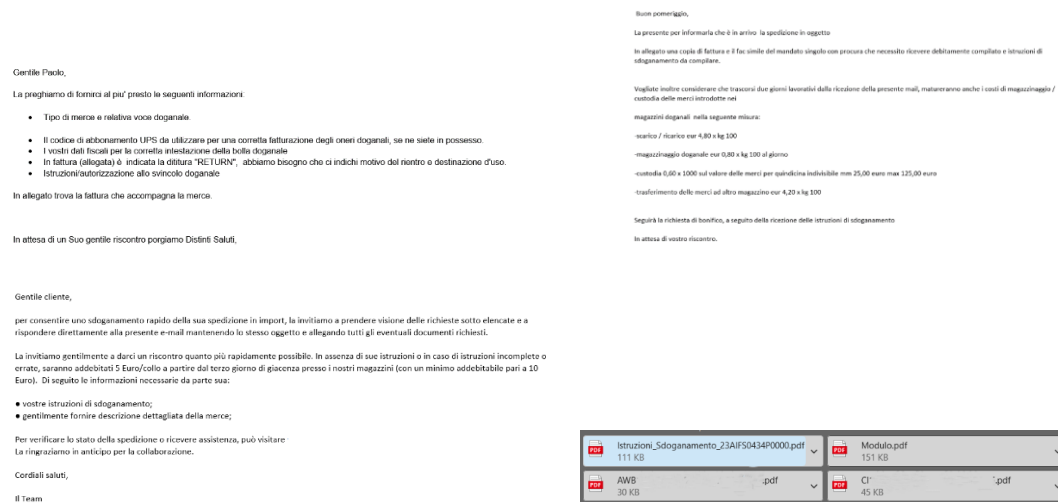 Gentile Paolo,
La preghiamo di fornirci al piu' presto le seguenti informazioni:
• Tipo di merce e relativa voce doganale.
• Il codice di abbonamento UPS da utilizzare per una corretta fatturazione degli oneri doganali, se ne siete in possesso.
• I vostri dati fiscali per la corretta intestazione della bolla doganale
• In fattura (allegata) è indicata la dititura "RETURN", abbiamo bisogno che ci indichi motivo del rientro e destinazione d'uso.
• Istruzioni/autorizzazione allo svincolo doganale
In allegato trova la fattura che accompagna la merce.
In attesa di un Suo gentile riscontro porgiamo Distinti Saluti,
Gentile cliente,
per consentire uno sdoganamento rapido della sua spedizione in import, la invitiamo a prendere visione delle richieste sotto elencate e a
rispondere direttamente alla presente e-mail mantenendo lo stesso oggetto e allegando tutti gli eventuali documenti richiesti.
La invitiamo gentilmente a darci un riscontro quanto più rapidamente possibile. In assenza di sue istruzioni o in caso di istruzioni incomplete o
errate, saranno addebitati 5 Euro/collo a partire dal terzo giorno di giacenza presso i nostri magazzini (con un minimo addebitabile pari a 10
Euro). Di seguito le informazioni necessarie da parte sua:
● vostre istruzioni di sdoganamento;
● gentilmente fornire descrizione dettagliata della merce;
Per verificare lo stato della spedizione o ricevere assistenza, può visitare
La ringraziamo in anticipo per la collaborazione.
Cordiali saluti,
Il Team
Buon pomeriggio,
La presente per informarla che è in arrivo la spedizione in oggetto
In allegato una copia di fattura e il fac simile del mandato singolo con procura che necessito ricevere debitamente compilato e istruzioni di
sdoganamento da compilare.
Vogliate inoltre considerare che trascorsi due giorni lavorativi dalla ricezione della presente mail, matureranno anche i costi di magazzinaggio /
custodia delle merci introdotte nei
magazzini doganali nella seguente misura:
-scarico / ricarico eur 4,80 x kg 100
-magazzinaggio doganale eur 0,80 x kg 100 al giorno
-custodia 0,60 x 1000 sul valore delle merci per quindicina indivisibile mm 25,00 euro max 125,00 euro
-trasferimento delle merci ad altro magazzino eur 4,20 x kg 100
Seguirà la richiesta di bonifico, a seguito della ricezione delle istruzioni di sdoganamento
In attesa di vostro riscontro.
PDF Istruzioni_Sdoganamento_23AIFS0434P0000.pdf
111 KB
PDF Modulo.pdf
151 KB
PDF AWB .pdf
30 KB
PDF CI .pdf
45 KB